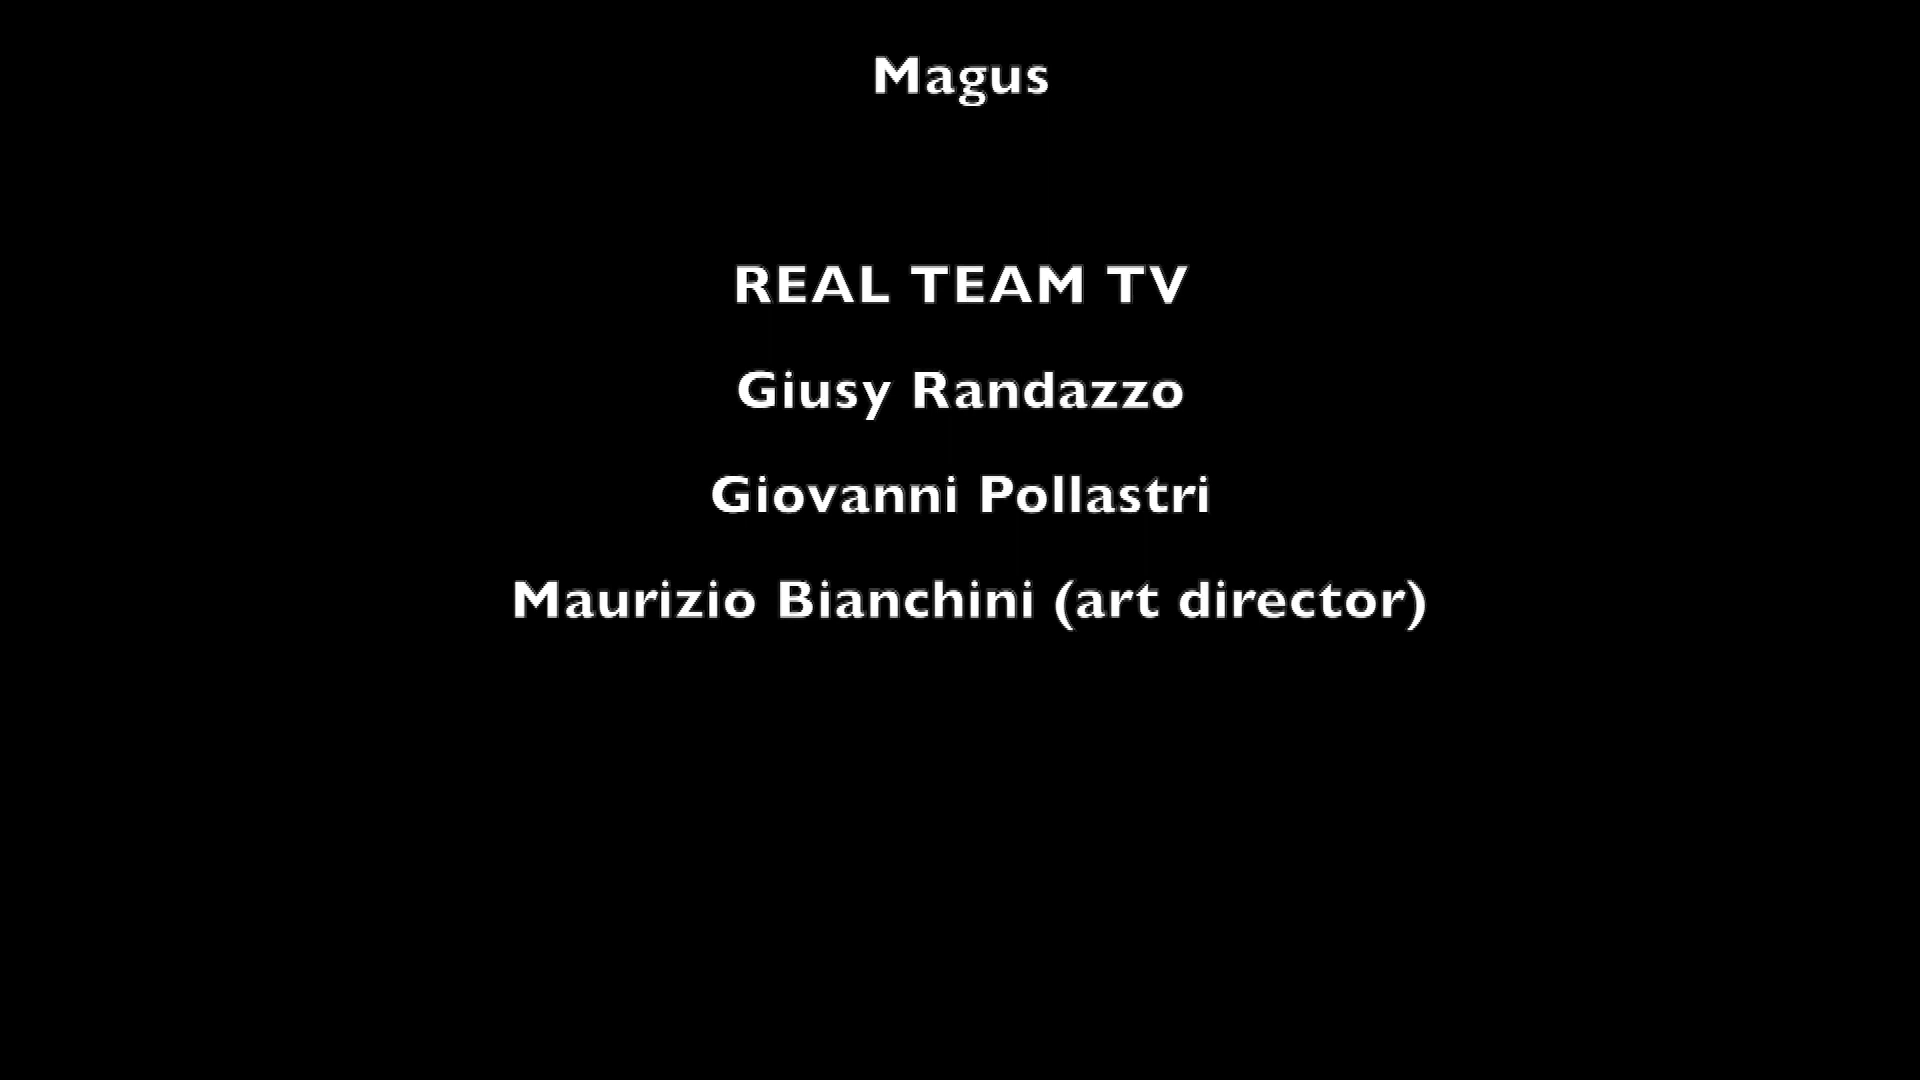 Magus
REAL TEAM TV
Giusy Randazzo
Giovanni Pollastri
Maurizio Bianchini (art director)